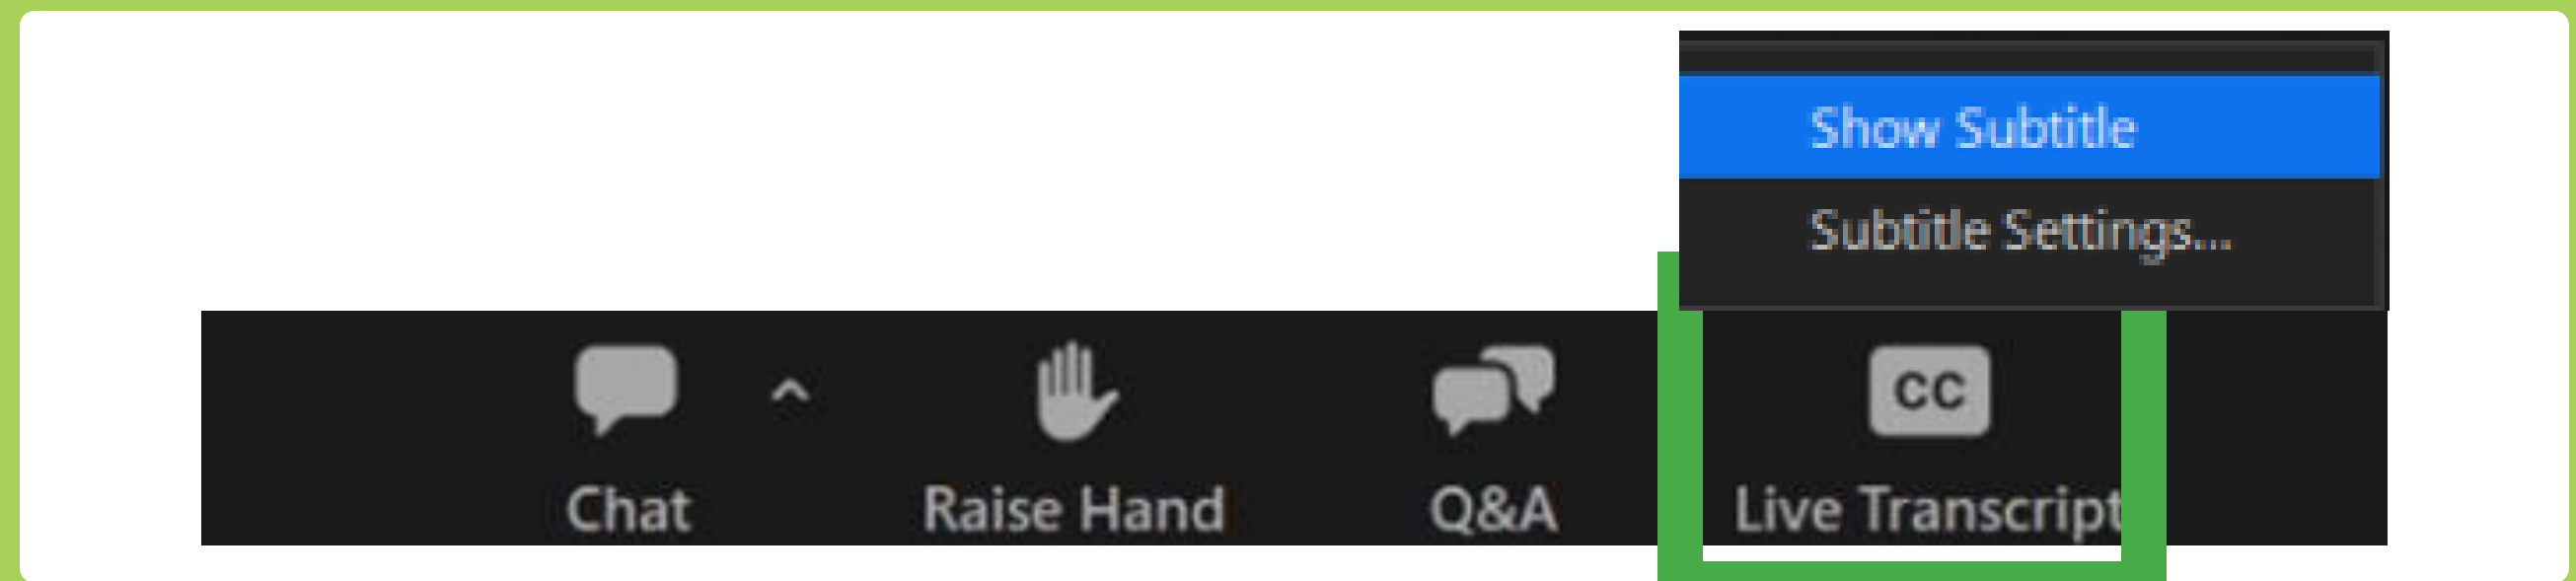 Show Subtitle
Subtitle Settings...
CC
Chat
Raise Hand
Q&A
Live Transcript